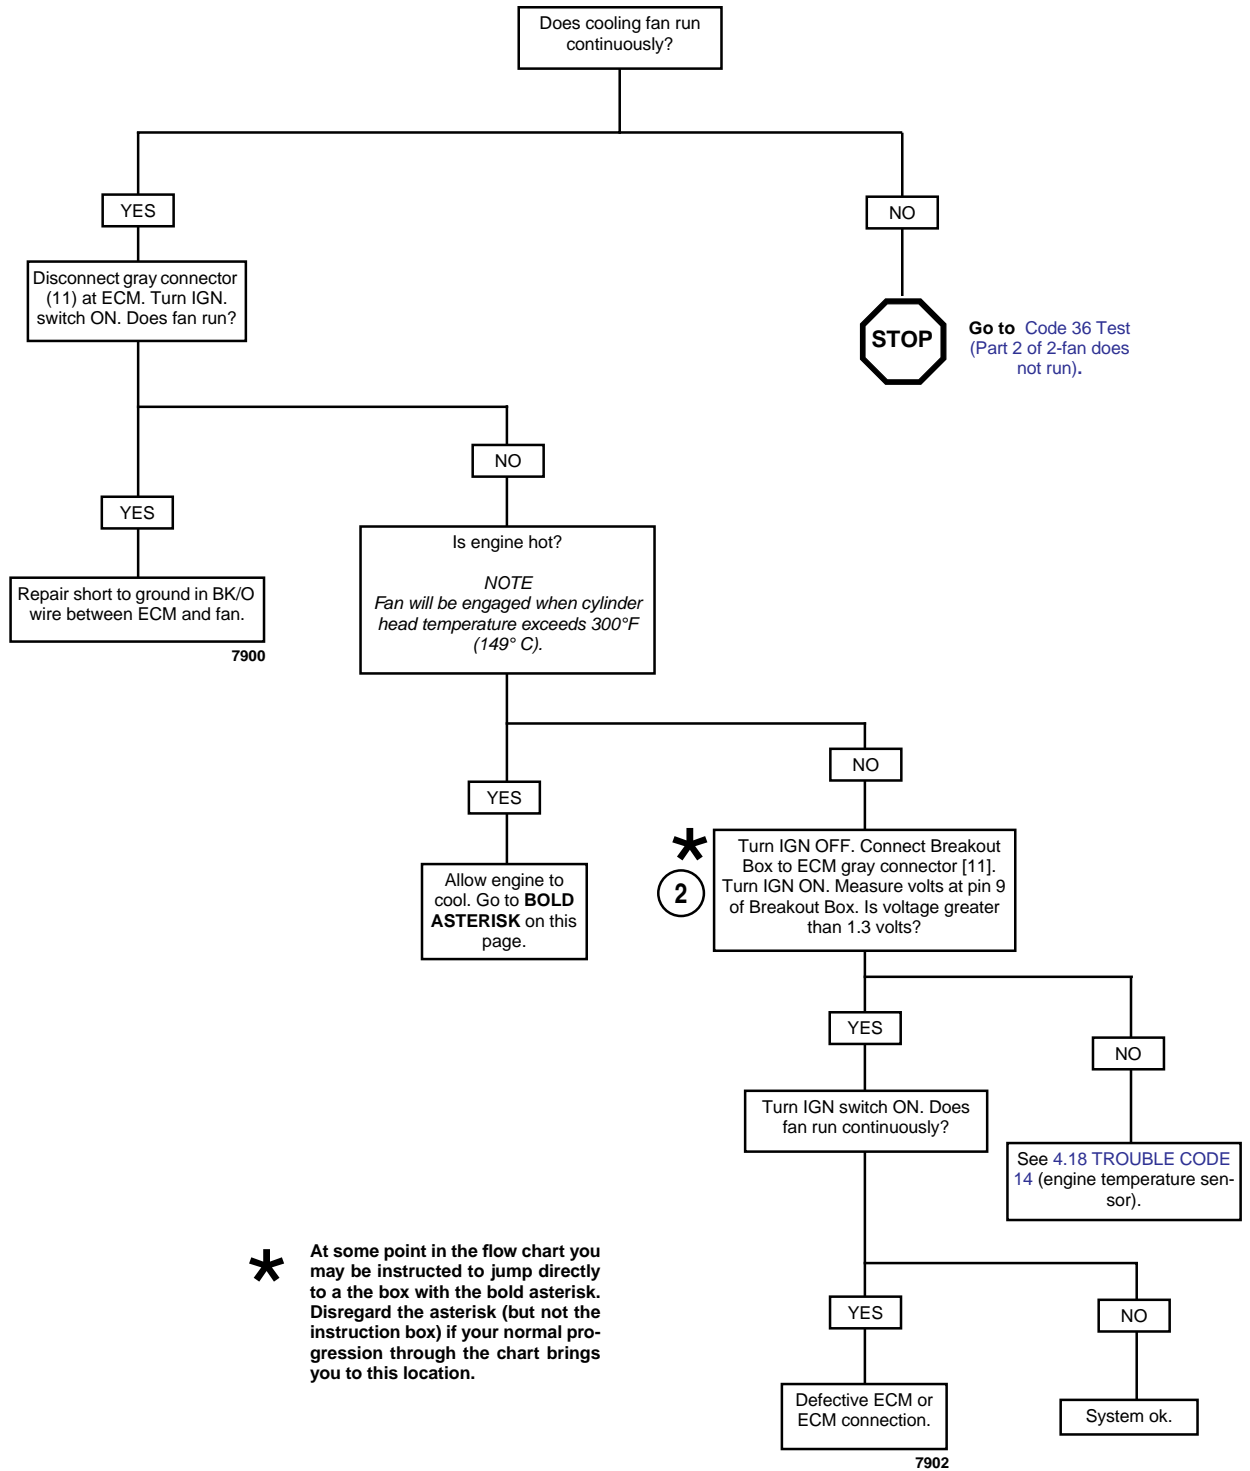 Does cooling fan run
continuously?
YES
NO
Disconnect gray connector
(11) at ECM. Turn IGN.
switch ON. Does fan run?
STOP
Go to Code 36 Test
(Part 2 of 2-fan does
not run).
NO
YES
Is engine hot?
NOTE
Fan will be engaged when cylinder
head temperature exceeds 300°F
(149° C).
Repair short to ground in BK/O
wire between ECM and fan.
7900
NO
YES
*
2
Turn IGN OFF. Connect Breakout
Box to ECM gray connector [11].
Turn IGN ON. Measure volts at pin 9
of Breakout Box. Is voltage greater
than 1.3 volts?
Allow engine to
cool. Go to BOLD
ASTERISK on this
page.
YES
NO
Turn IGN switch ON. Does
fan run continuously?
See 4.18 TROUBLE CODE
14 (engine temperature sen-
sor).
*
At some point in the flow chart you
may be instructed to jump directly
to a the box with the bold asterisk.
Disregard the asterisk (but not the
instruction box) if your normal pro-
gression through the chart brings
you to this location.
YES
NO
Defective ECM or
ECM connection.
System ok.
7902